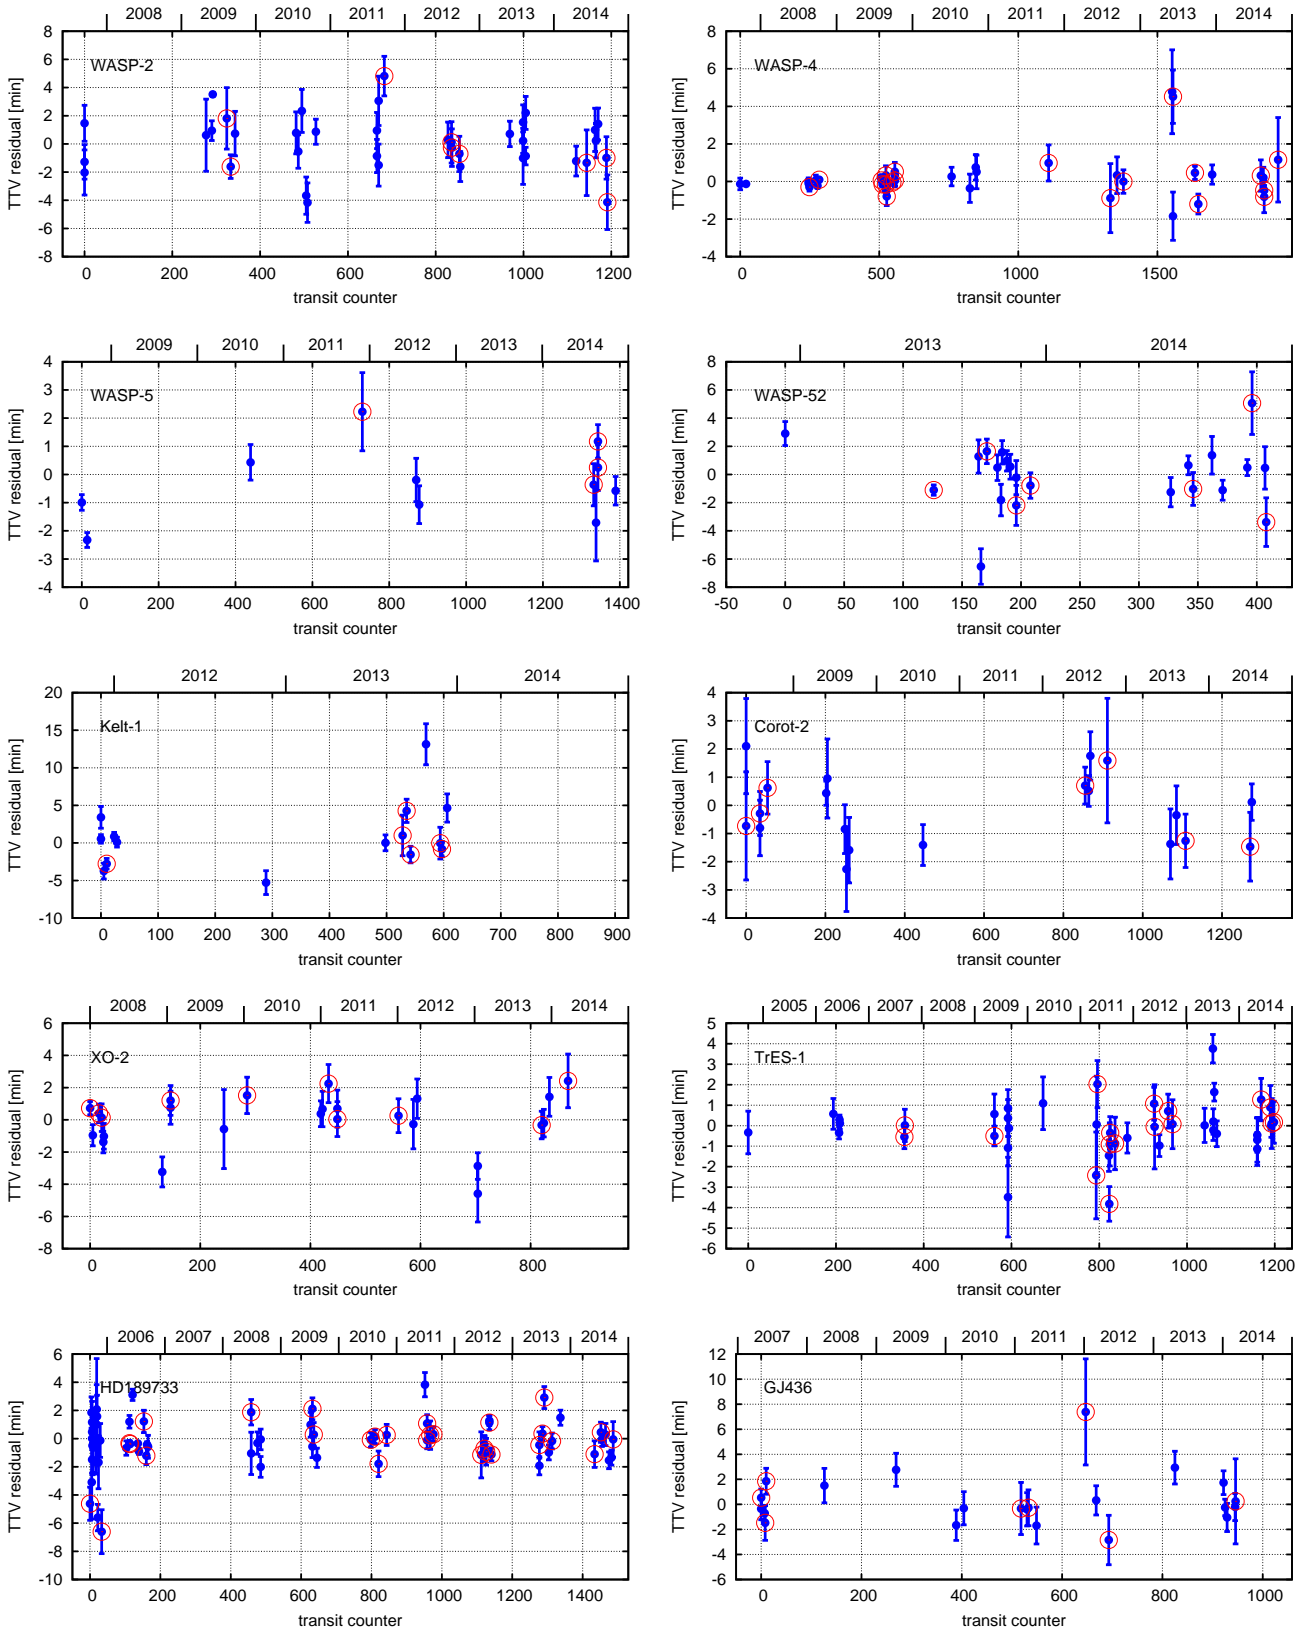 2008 2009 2010 2011 2012 2013 2014
8
6
4
2
0
-2
-4
-6
-8
TTV residual [min]
WASP-2
0 200 400 600 800 1000 1200
transit counter
2008 2009 2010 2011 2012 2013 2014
8
6
4
2
0
-2
-4
TTV residual [min]
WASP-4
0 500 1000 1500
transit counter
2009 2010 2011 2012 2013 2014
4
3
2
1
0
-1
-2
-3
-4
TTV residual [min]
WASP-5
0 200 400 600 800 1000 1200 1400
transit counter
2013 2014
8
6
4
2
0
-2
-4
-6
-8
TTV residual [min]
WASP-52
-50 0 50 100 150 200 250 300 350 400
transit counter
2012 2013 2014
20
15
10
5
0
-5
-10
TTV residual [min]
Kelt-1
0 100 200 300 400 500 600 700 800 900
transit counter
2009 2010 2011 2012 2013 2014
4
3
2
1
0
-1
-2
-3
-4
TTV residual [min]
Corot-2
0 200 400 600 800 1000 1200
transit counter
2008 2009 2010 2011 2012 2013 2014
6
4
2
0
-2
-4
-6
-8
TTV residual [min]
XO-2
0 200 400 600 800
transit counter
2005 2006 2007 2008 2009 2010 2011 2012 2013 2014
5
4
3
2
1
0
-1
-2
-3
-4
-5
-6
TTV residual [min]
TrES-1
0 200 400 600 800 1000 1200
transit counter
2006 2007 2008 2009 2010 2011 2012 2013 2014
6
4
2
0
-2
-4
-6
-8
-10
TTV residual [min]
HD189733
0 200 400 600 800 1000 1200 1400
transit counter
2007 2008 2009 2010 2011 2012 2013 2014
12
10
8
6
4
2
0
-2
-4
-6
TTV residual [min]
GJ436
0 200 400 600 800 1000
transit counter